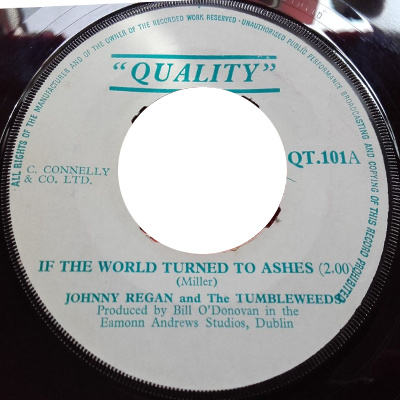 ALL RIGHTS OF THE MANUFACTURER AND OF THE OWNER OF THE RECORDED WORK RESERVED · UNAUTHORISED PUBLIC PERFORMANCE BROADCASTING AND COPYING OF THIS RECORD PROHIBITED
"QUALITY"
QT.101A
C. CONNELLY
& CO. LTD.
IF THE WORLD TURNED TO ASHES (2.00)
(Miller)
JOHNNY REGAN and The TUMBLEWEEDS
Produced by Bill O'Donovan in the
Eamonn Andrews Studios, Dublin